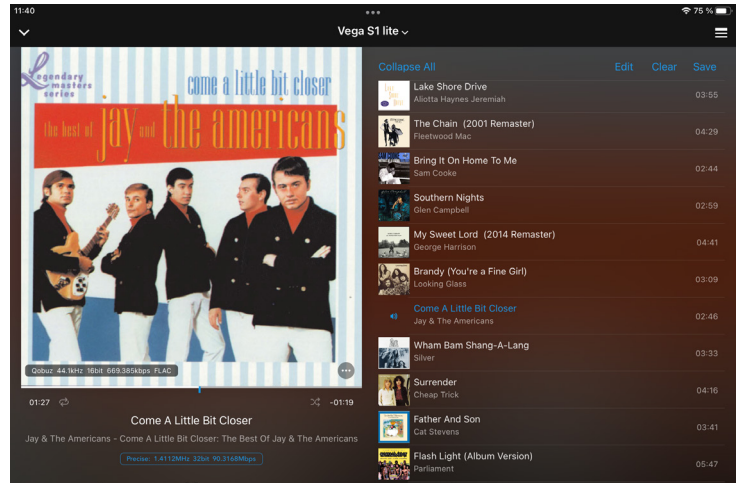 11:40
75 %
Vega S1 lite
Legendary
masters
series
come a little bit closer
the best of jay and the americans
Qobuz 44.1kHz 16bit 669.385kbps FLAC
01:27
-01:19
Come A Little Bit Closer
Jay & The Americans - Come A Little Bit Closer: The Best Of Jay & The Americans
Precise: 1.4112MHz 32bit 90.3168Mbps
Collapse All
Edit
Clear
Save
Lake Shore Drive
Aliotta Haynes Jeremiah
03:55
The Chain (2001 Remaster)
Fleetwood Mac
04:29
Bring It On Home To Me
Sam Cooke
02:44
Southern Nights
Glen Campbell
02:59
My Sweet Lord (2014 Remaster)
George Harrison
04:41
Brandy (You're a Fine Girl)
Looking Glass
03:09
Come A Little Bit Closer
Jay & The Americans
02:46
Wham Bam Shang-A-Lang
Silver
03:33
Surrender
Cheap Trick
04:16
Father And Son
Cat Stevens
03:41
Flash Light (Album Version)
Parliament
05:47